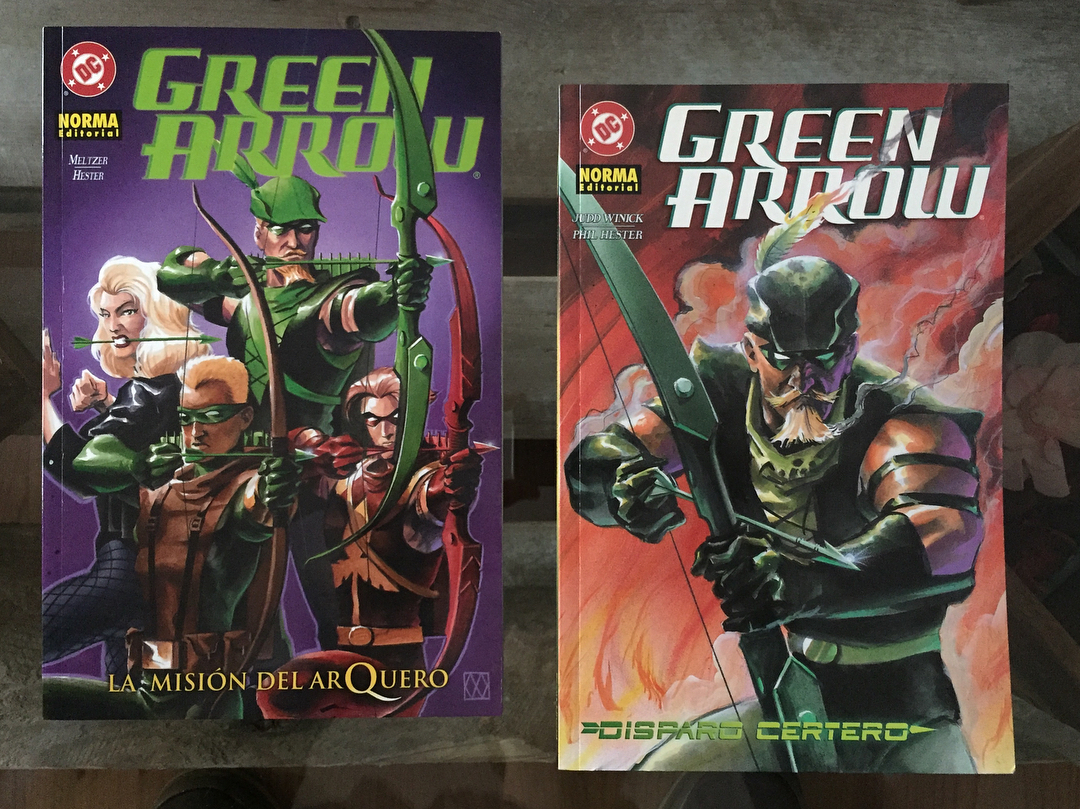 DC
NORMA
Editorial
MELTZER
HESTER
GREEN
ARROW
LA MISIÓN DEL ARQUERO
DC
NORMA
Editorial
JUDD WINICK
PHIL HESTER
GREEN
ARROW
DISPARO CERTERO